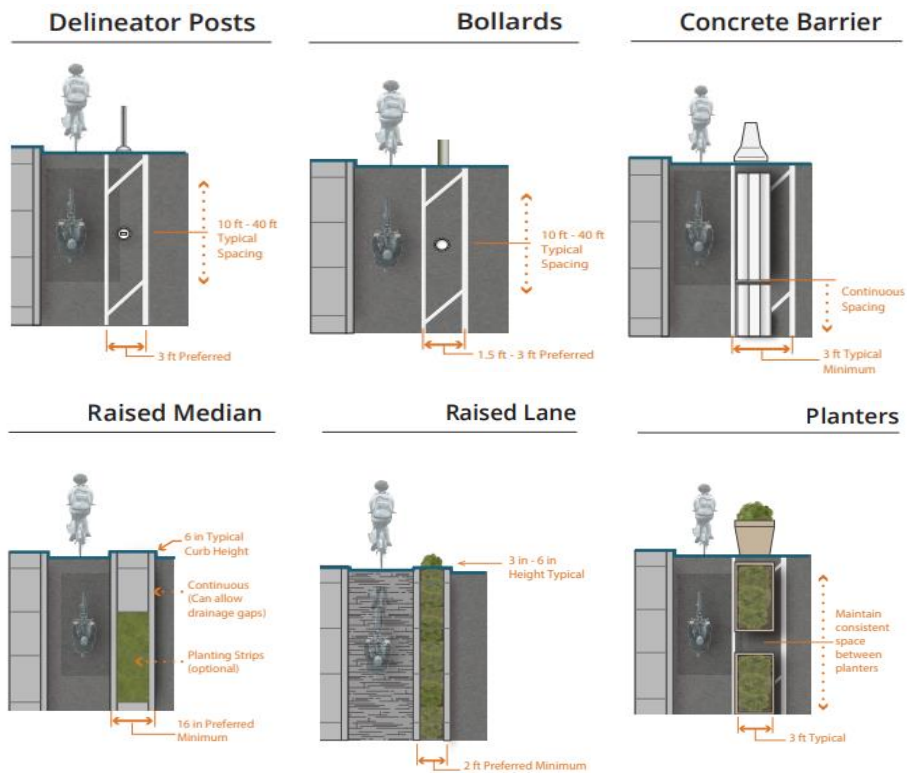 Delineator Posts
Bollards
Concrete Barrier
10 ft - 40 ft
Typical
Spacing
3 ft Preferred
10 ft - 40 ft
Typical
Spacing
1.5 ft - 3 ft Preferred
Continuous
Spacing
3 ft Typical
Minimum
Raised Median
Raised Lane
Planters
6 in Typical
Curb Height
Continuous
(Can allow
drainage gaps)
Planting Strips
(optional)
16 in Preferred
Minimum
3 in - 6 in
Height Typical
2 ft Preferred Minimum
Maintain
consistent
space
between
planters
3 ft Typical